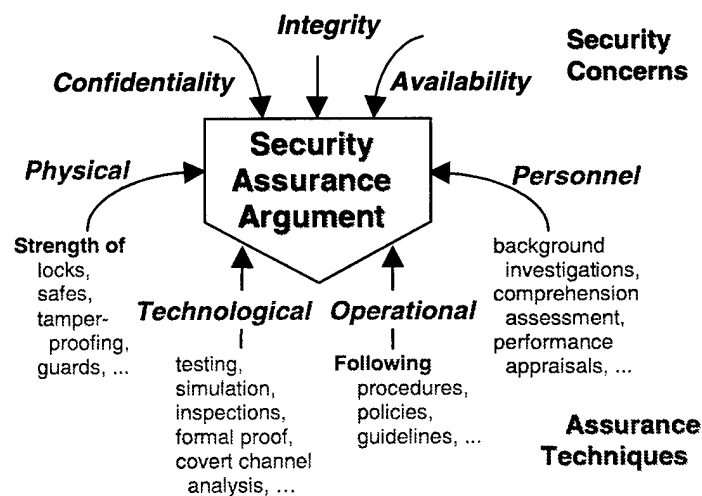 Integrity
Security
Concerns
Confidentiality
Availability
Security
Assurance
Argument
Physical
Personnel
Strength of
locks,
safes,
tamper-
proofing,
guards, ...
background
investigations,
comprehension
assessment,
performance
appraisals, ...
Technological
Operational
testing,
simulation,
inspections,
formal proof,
covert channel
analysis, ...
Following
procedures,
policies,
guidelines, ...
Assurance
Techniques